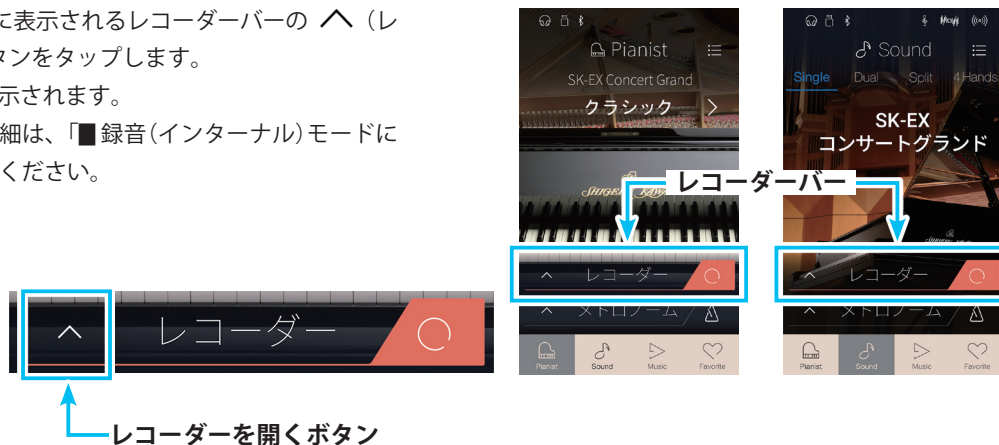 に表示されるレコーダーバーの ︿（レ
タンをタップします。
示されます。
細は、「■ 録音(インターナル)モードに
ください。
レコーダー
レコーダーを開くボタン
Pianist
SK-EX Concert Grand
クラシック
レコーダー
メトロノーム
Pianist Sound Music Favorite
レコーダーバー
Sound
Single Dual Split 4Hands
SK-EX
コンサートグランド
レコーダー
メトロノーム
Pianist Sound Music Favorite